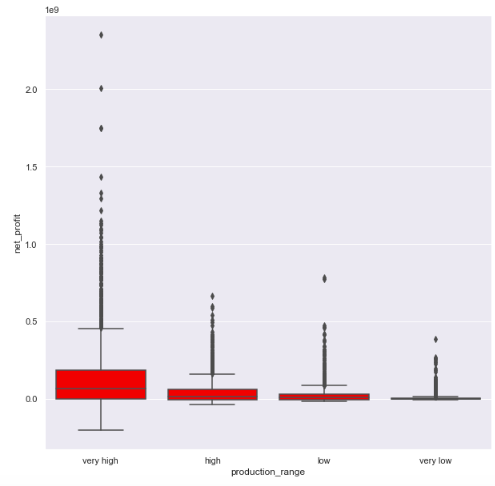 1e9
2.0
1.5
1.0
0.5
0.0
net_profit
very high high low very low
production_range